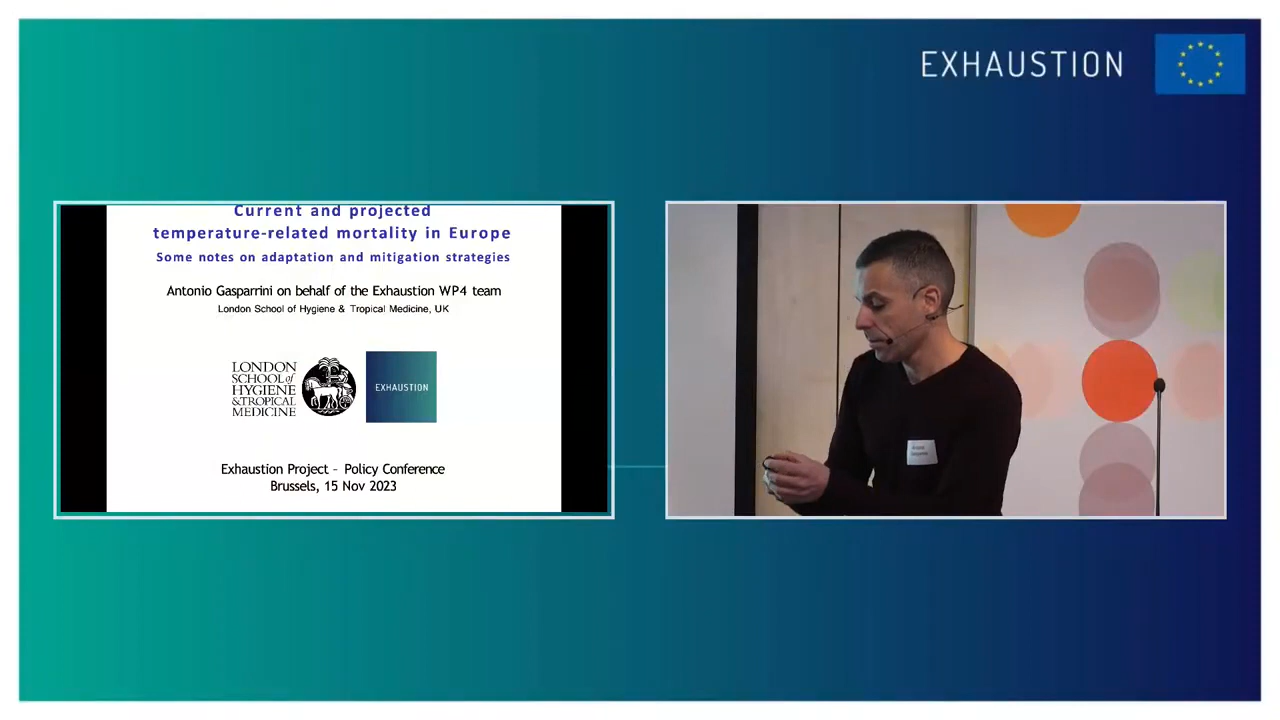 EXHAUSTION
Current and projected
temperature-related mortality in Europe
Some notes on adaptation and mitigation strategies
Antonio Gasparrini on behalf of the Exhaustion WP4 team
London School of Hygiene & Tropical Medicine, UK
LONDON
SCHOOL of
HYGIENE
& TROPICAL
MEDICINE
EXHAUSTION
Exhaustion Project – Policy Conference
Brussels, 15 Nov 2023